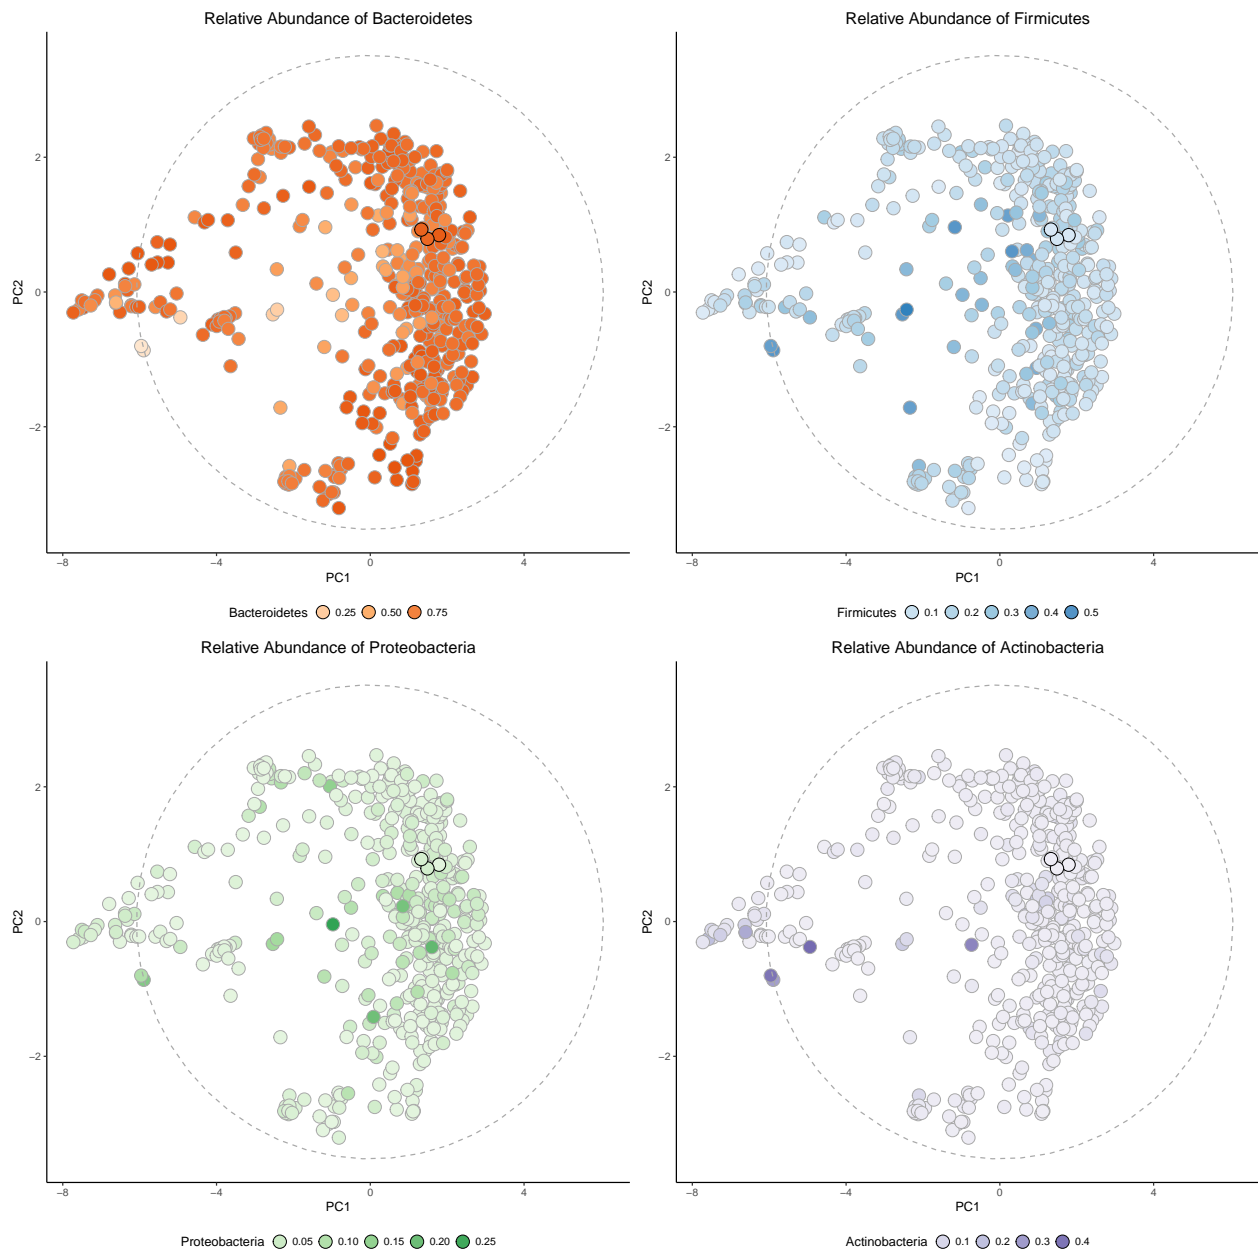 Relative Abundance of Bacteroidetes
PC2
2
0
−2
−8 −4 0 4
PC1
Bacteroidetes 0.25 0.50 0.75
Relative Abundance of Firmicutes
PC2
2
0
−2
−8 −4 0 4
PC1
Firmicutes 0.1 0.2 0.3 0.4 0.5
Relative Abundance of Proteobacteria
PC2
2
0
−2
−8 −4 0 4
PC1
Proteobacteria 0.05 0.10 0.15 0.20 0.25
Relative Abundance of Actinobacteria
PC2
2
0
−2
−8 −4 0 4
PC1
Actinobacteria 0.1 0.2 0.3 0.4